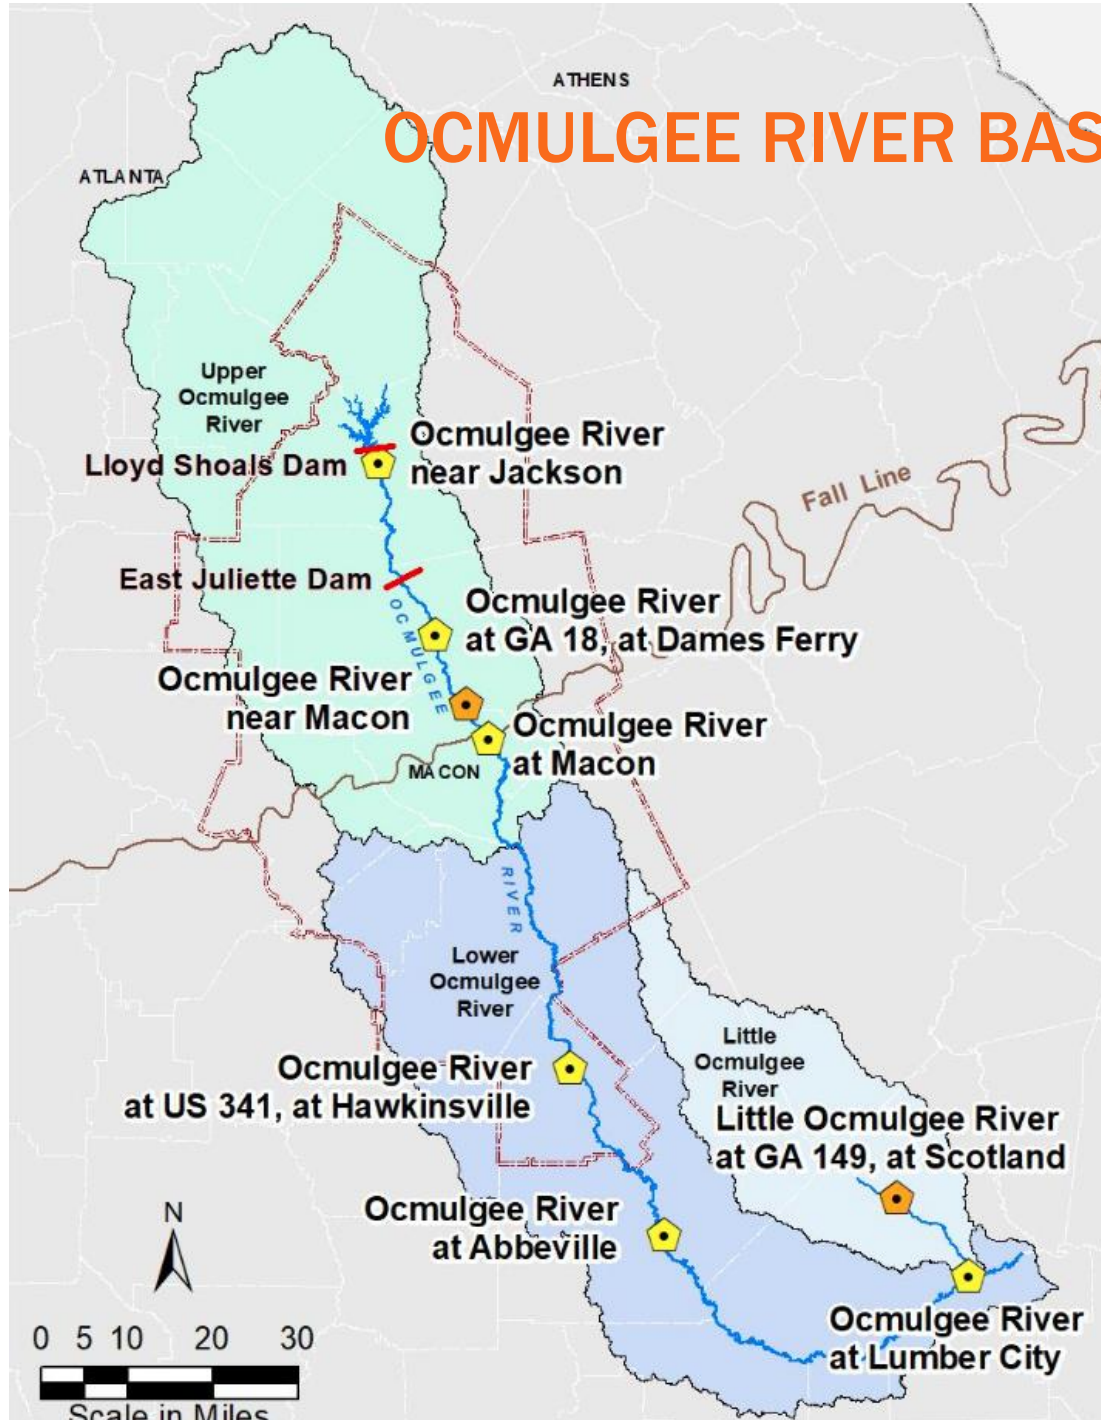 ATHENS
OCMULGEE RIVER BAS
ATLANTA
Upper
Ocmulgee
River
Ocmulgee River
near Jackson
Lloyd Shoals Dam
Fall Line
East Juliette Dam
OCMULGEE
Ocmulgee River
at GA 18, at Dames Ferry
Ocmulgee River
near Macon
Ocmulgee River
at Macon
MACON
RIVER
Lower
Ocmulgee
River
Little
Ocmulgee
River
Ocmulgee River
at US 341, at Hawkinsville
Little Ocmulgee River
at GA 149, at Scotland
Ocmulgee River
at Abbeville
N
Ocmulgee River
at Lumber City
0 5 10 20 30
Scale in Miles